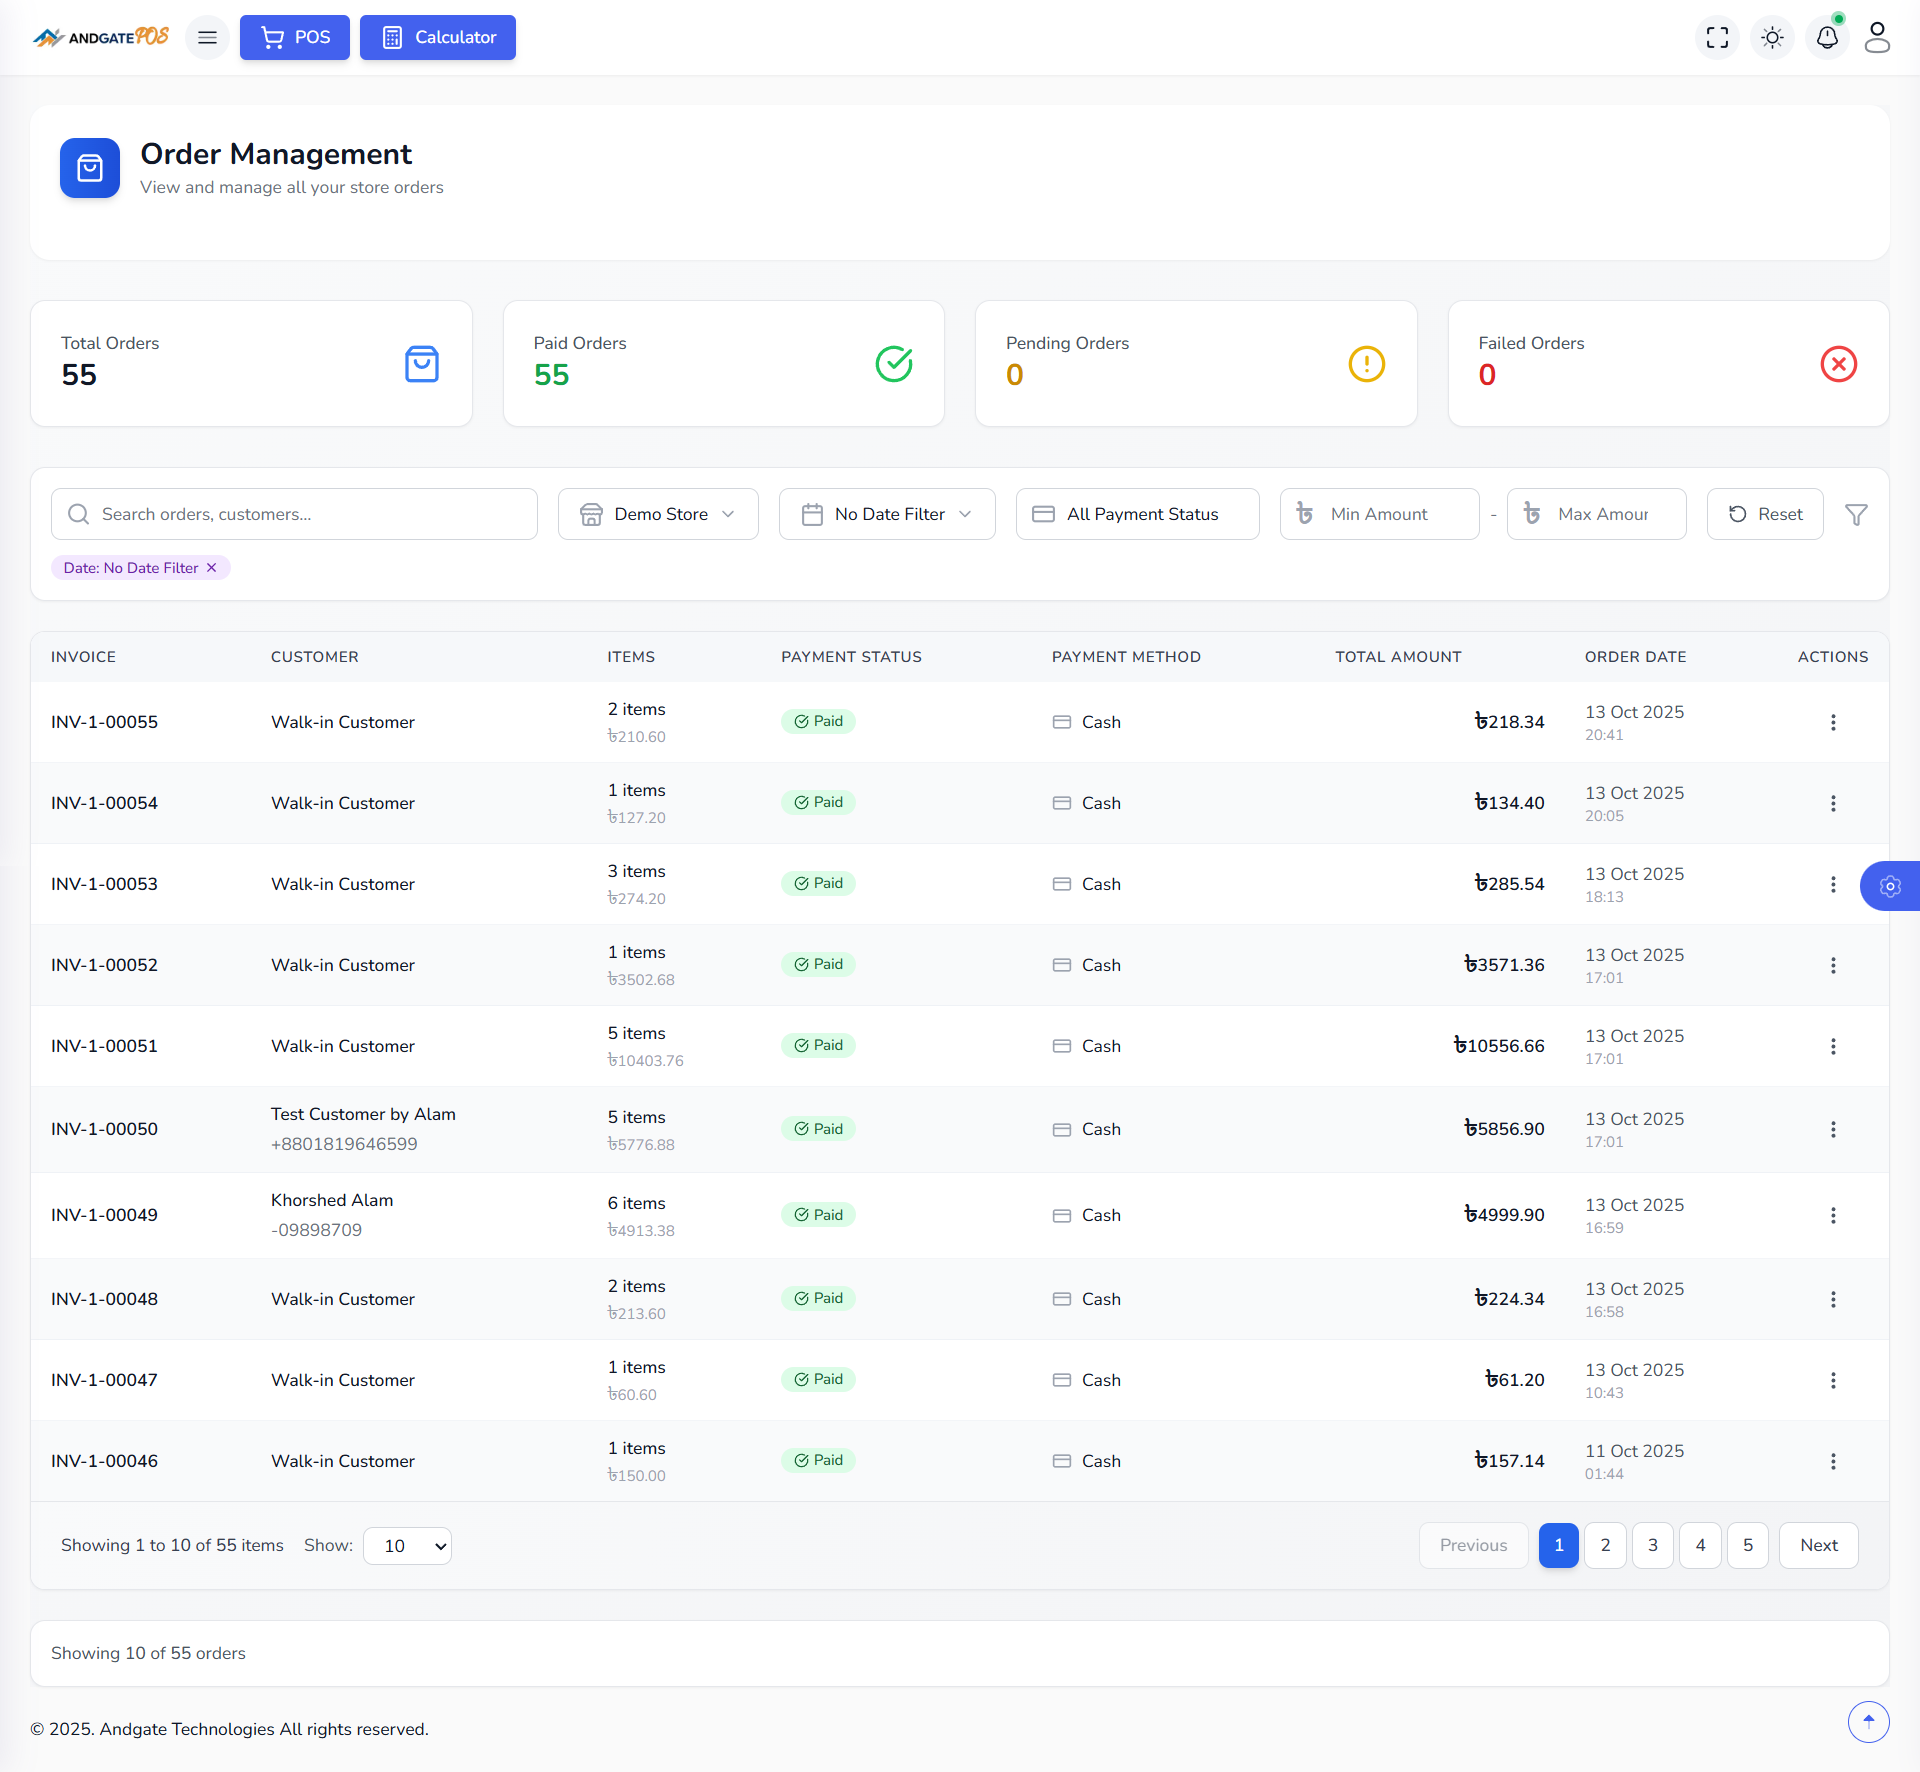 ANDGATE POS
POS
Calculator
Order Management
View and manage all your store orders
Total Orders
55
Paid Orders
55
Pending Orders
0
Failed Orders
0
Search orders, customers...
Demo Store
No Date Filter
All Payment Status
৳ Min Amount
-
৳ Max Amour
Reset
Date: No Date Filter ×
INVOICE CUSTOMER ITEMS PAYMENT STATUS PAYMENT METHOD TOTAL AMOUNT ORDER DATE ACTIONS
INV-1-00055 Walk-in Customer 2 items Paid Cash ৳218.34 13 Oct 2025
৳210.60 20:41
INV-1-00054 Walk-in Customer 1 items Paid Cash ৳134.40 13 Oct 2025
৳127.20 20:05
INV-1-00053 Walk-in Customer 3 items Paid Cash ৳285.54 13 Oct 2025
৳274.20 18:13
INV-1-00052 Walk-in Customer 1 items Paid Cash ৳3571.36 13 Oct 2025
৳3502.68 17:01
INV-1-00051 Walk-in Customer 5 items Paid Cash ৳10556.66 13 Oct 2025
৳10403.76 17:01
INV-1-00050 Test Customer by Alam 5 items Paid Cash ৳5856.90 13 Oct 2025
+8801819646599 ৳5776.88 17:01
INV-1-00049 Khorshed Alam 6 items Paid Cash ৳4999.90 13 Oct 2025
-09898709 ৳4913.38 16:59
INV-1-00048 Walk-in Customer 2 items Paid Cash ৳224.34 13 Oct 2025
৳213.60 16:58
INV-1-00047 Walk-in Customer 1 items Paid Cash ৳61.20 13 Oct 2025
৳60.60 10:43
INV-1-00046 Walk-in Customer 1 items Paid Cash ৳157.14 11 Oct 2025
৳150.00 01:44
Showing 1 to 10 of 55 items Show: 10 Previous 1 2 3 4 5 Next
Showing 10 of 55 orders
© 2025. Andgate Technologies All rights reserved.